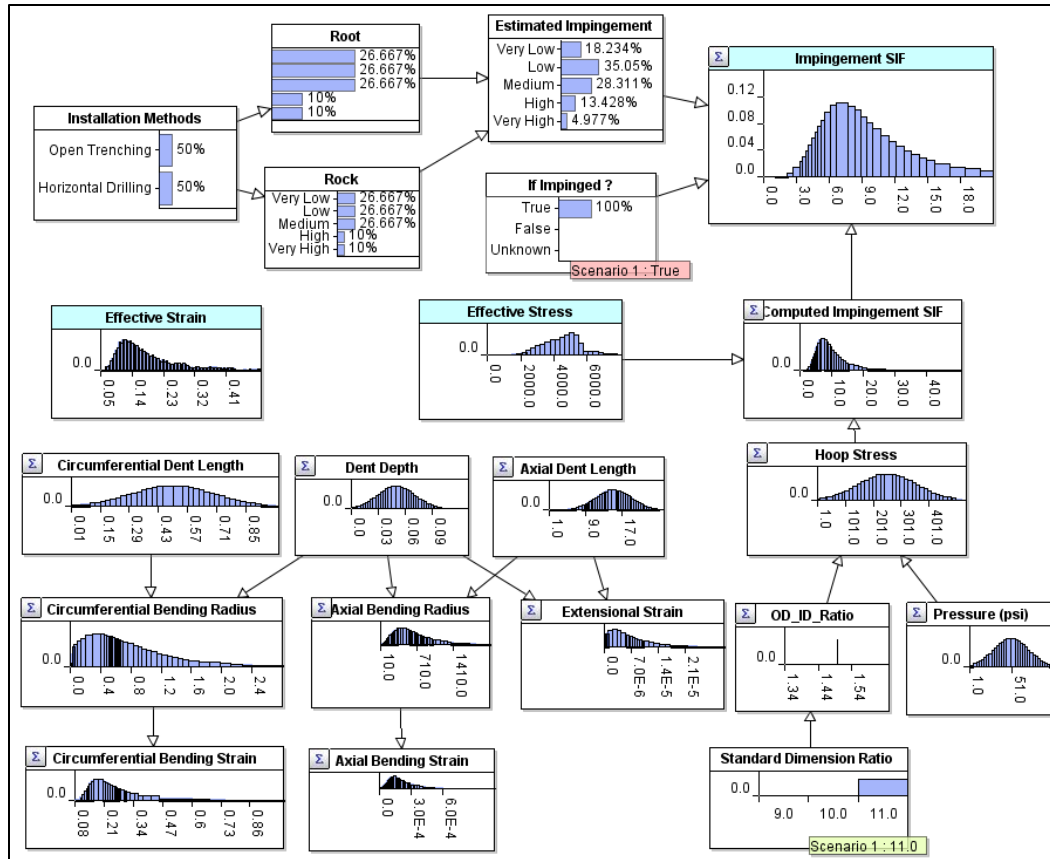 Root
26.667%
26.667%
26.667%
10%
10%
Estimated Impingement
Very Low 18.234%
Low 35.05%
Medium 28.311%
High 13.428%
Very High 4.977%
Σ Impingement SIF
0.12
0.08
0.04
0.0
0.0 3.0 6.0 9.0 12.0 15.0 18.0
Installation Methods
Open Trenching 50%
Horizontal Drilling 50%
Rock
Very Low 26.667%
Low 26.667%
Medium 26.667%
High 10%
Very High 10%
If Impinged ?
True 100%
False
Unknown
Scenario 1 : True
Effective Strain
0.0
0.05 0.14 0.23 0.32 0.41
Effective Stress
0.0
0.0 2000.0 4000.0 6000.0
Σ Computed Impingement SIF
0.0
0.0 10.0 20.0 30.0 40.0
Σ Circumferential Dent Length
0.0
0.01 0.15 0.29 0.43 0.57 0.71 0.85
Σ Dent Depth
0.0
0.0 0.03 0.06 0.09
Σ Axial Dent Length
0.0
1.0 9.0 17.0
Σ Hoop Stress
0.0
1.0 101.0 201.0 301.0 401.0
Σ Circumferential Bending Radius
0.0
0.0 0.4 0.8 1.2 1.6 2.0 2.4
Σ Axial Bending Radius
0.0
10.0 710.0 1410.0
Σ Extensional Strain
0.0
0.0 7.0E-6 1.4E-5 2.1E-5
Σ OD_ID_Ratio
0.0
1.34 1.44 1.54
Σ Pressure (psi)
0.0
1.0 51.0
Σ Circumferential Bending Strain
0.0
0.08 0.21 0.34 0.47 0.6 0.73 0.86
Σ Axial Bending Strain
0.0
0.0 3.0E-4 6.0E-4
Standard Dimension Ratio
0.0
9.0 10.0 11.0
Scenario 1 : 11.0